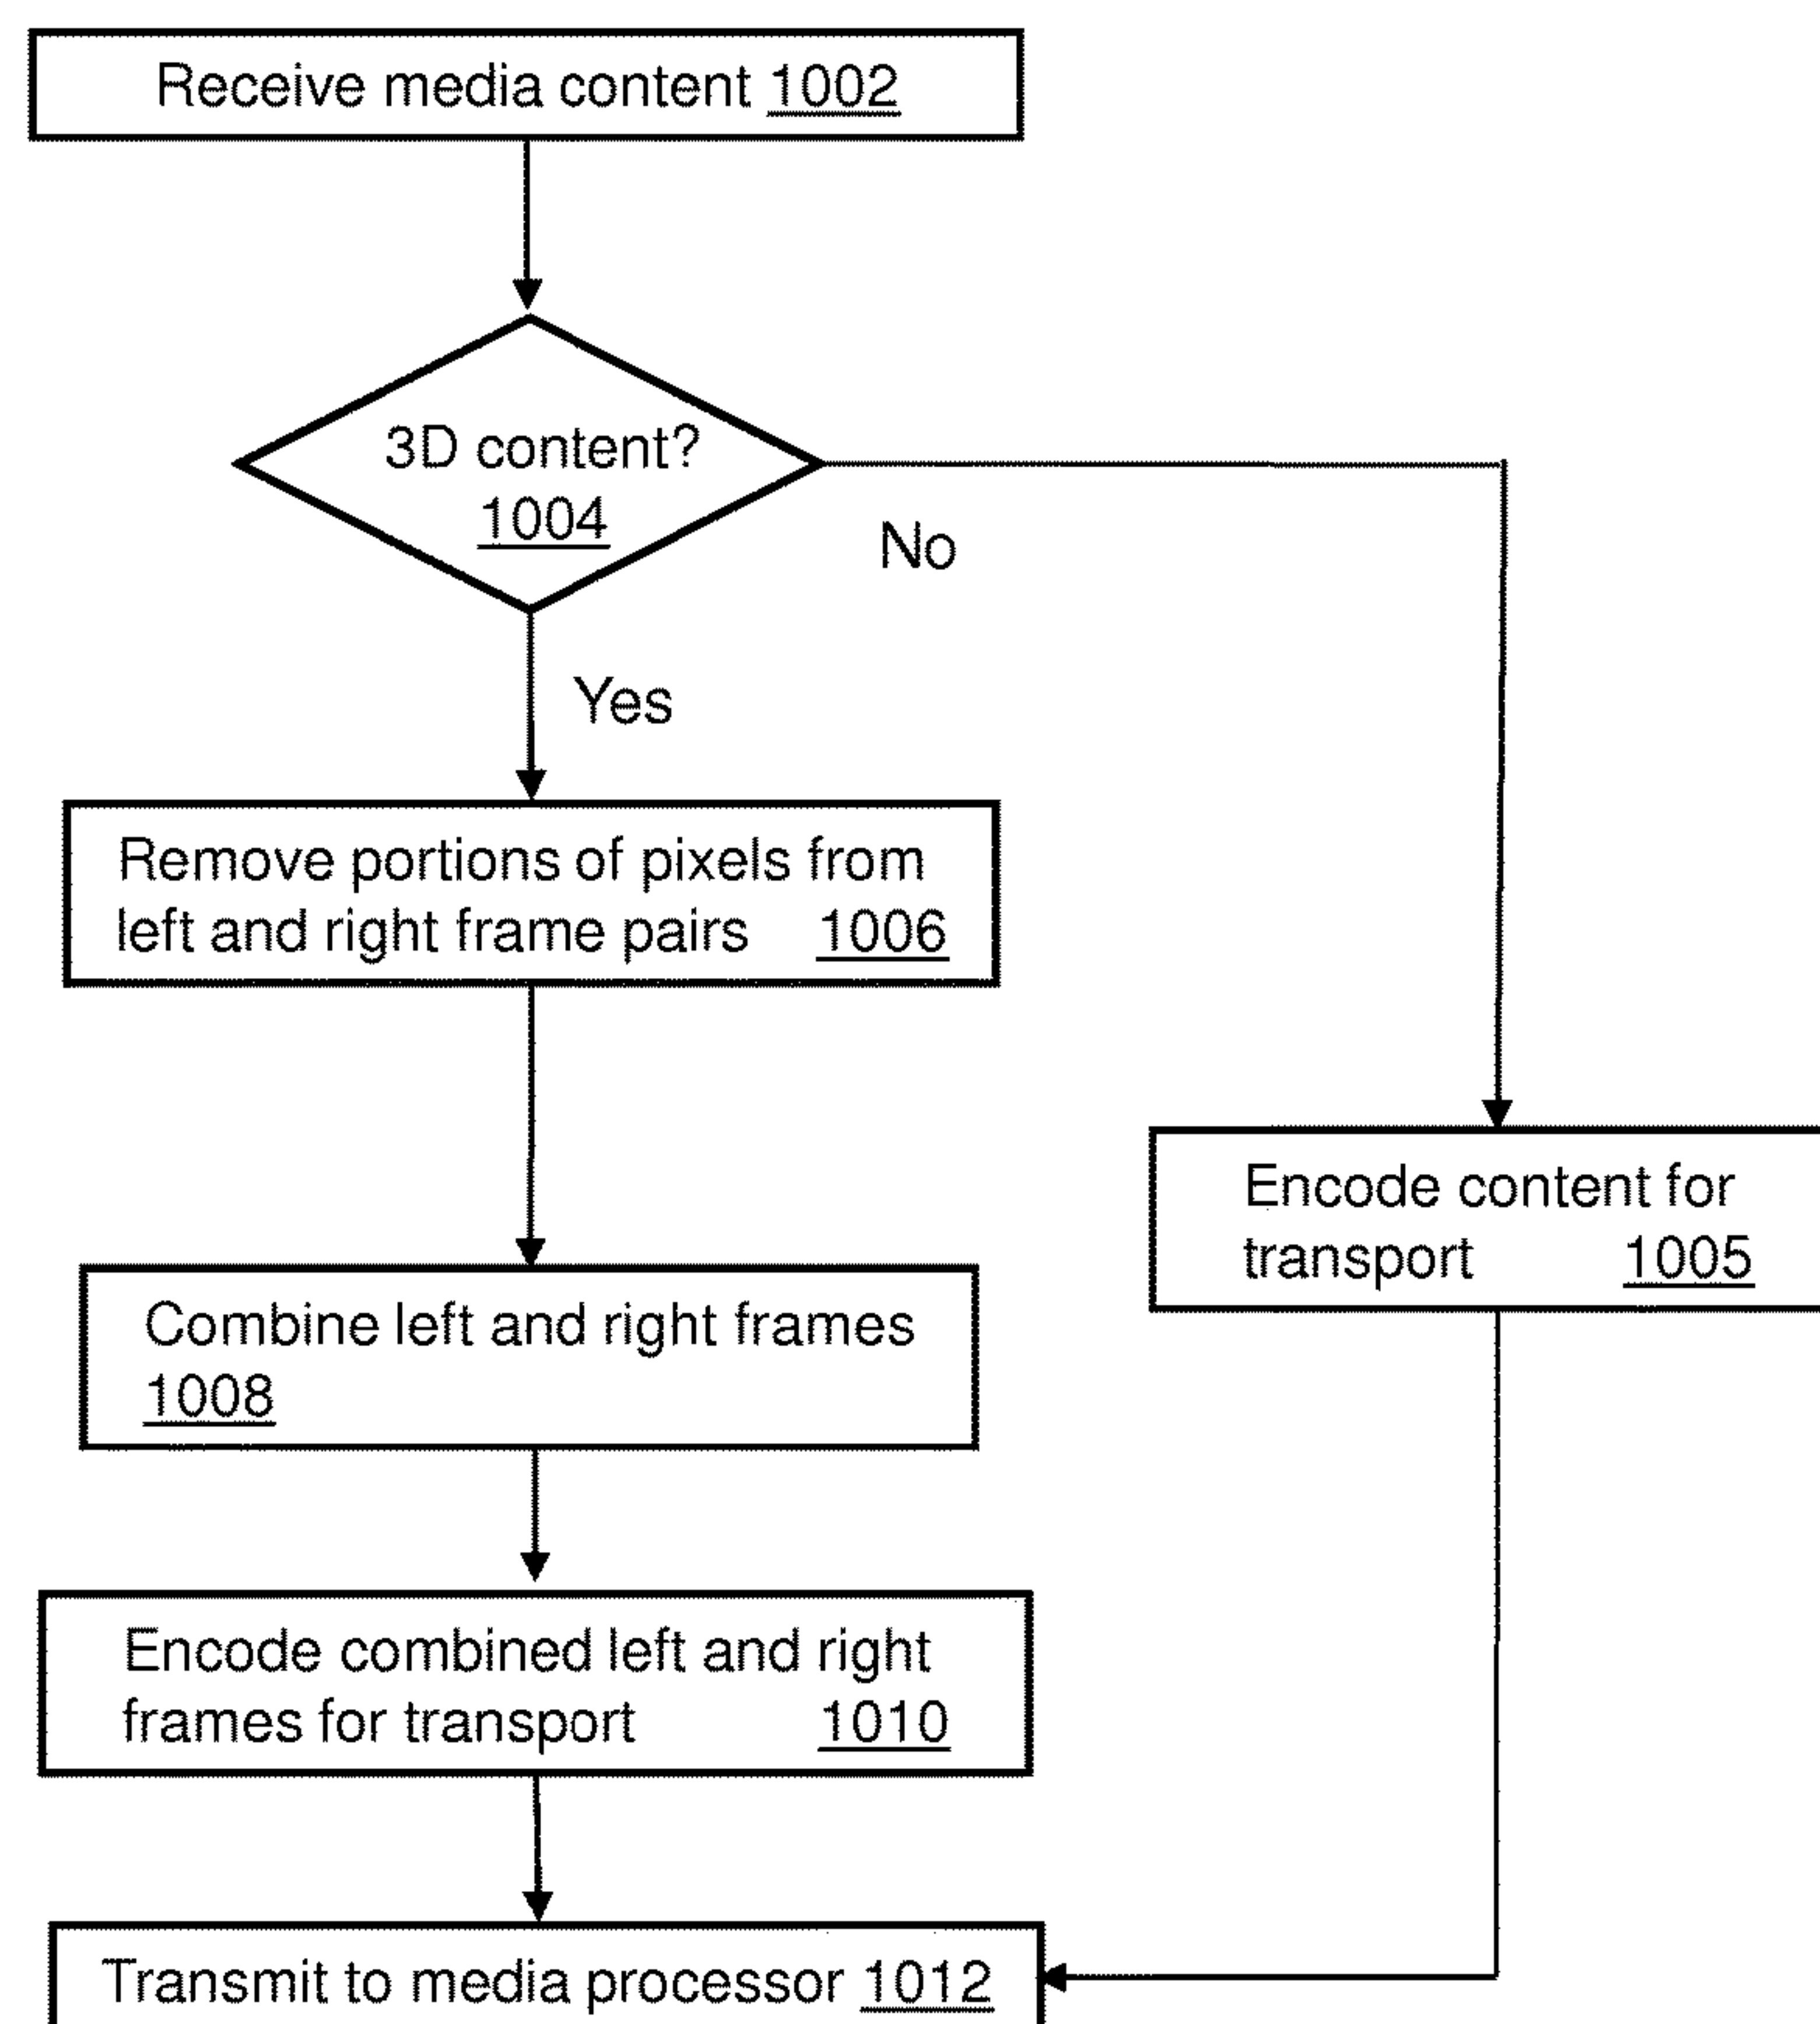 Receive media content 1002
3D content?
1004
No
Yes
Remove portions of pixels from
left and right frame pairs 1006
Encode content for
transport 1005
Combine left and right frames
1008
Encode combined left and right
frames for transport 1010
Transmit to media processor 1012